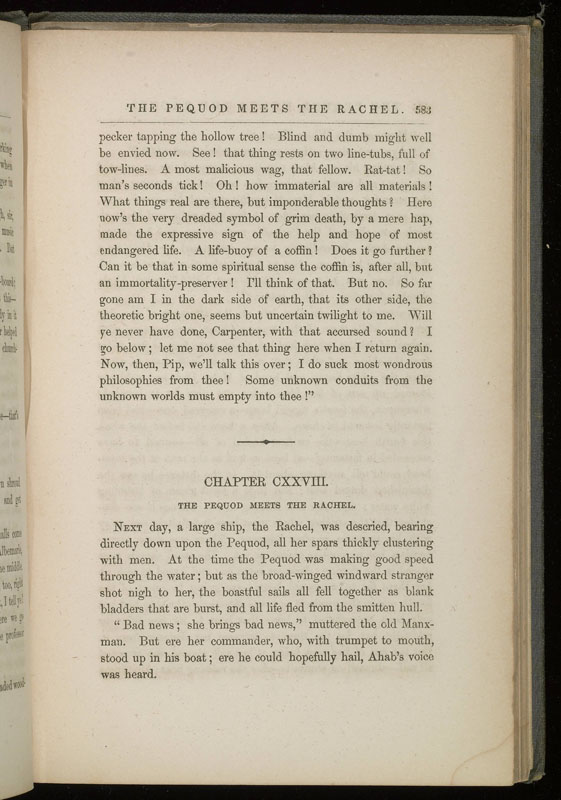 THE PEQUOD MEETS THE RACHEL. 583
pecker tapping the hollow tree! Blind and dumb might well
be envied now. See! that thing rests on two line-tubs, full of
tow-lines. A most malicious wag, that fellow. Rat-tat! So
man's seconds tick! Oh! how immaterial are all materials!
What things real are there, but imponderable thoughts? Here
now's the very dreaded symbol of grim death, by a mere hap,
made the expressive sign of the help and hope of most
endangered life. A life-buoy of a coffin! Does it go further?
Can it be that in some spiritual sense the coffin is, after all, but
an immortality-preserver! I'll think of that. But no. So far
gone am I in the dark side of earth, that its other side, the
theoretic bright one, seems but uncertain twilight to me. Will
ye never have done, Carpenter, with that accursed sound? I
go below; let me not see that thing here when I return again.
Now, then, Pip, we'll talk this over; I do suck most wondrous
philosophies from thee! Some unknown conduits from the
unknown worlds must empty into thee!"
CHAPTER CXXVIII.
THE PEQUOD MEETS THE RACHEL.
NEXT day, a large ship, the Rachel, was descried, bearing
directly down upon the Pequod, all her spars thickly clustering
with men. At the time the Pequod was making good speed
through the water; but as the broad-winged windward stranger
shot nigh to her, the boastful sails all fell together as blank
bladders that are burst, and all life fled from the smitten hull.
"Bad news; she brings bad news," muttered the old Manx-
man. But ere her commander, who, with trumpet to mouth,
stood up in his boat; ere he could hopefully hail, Ahab's voice
was heard.